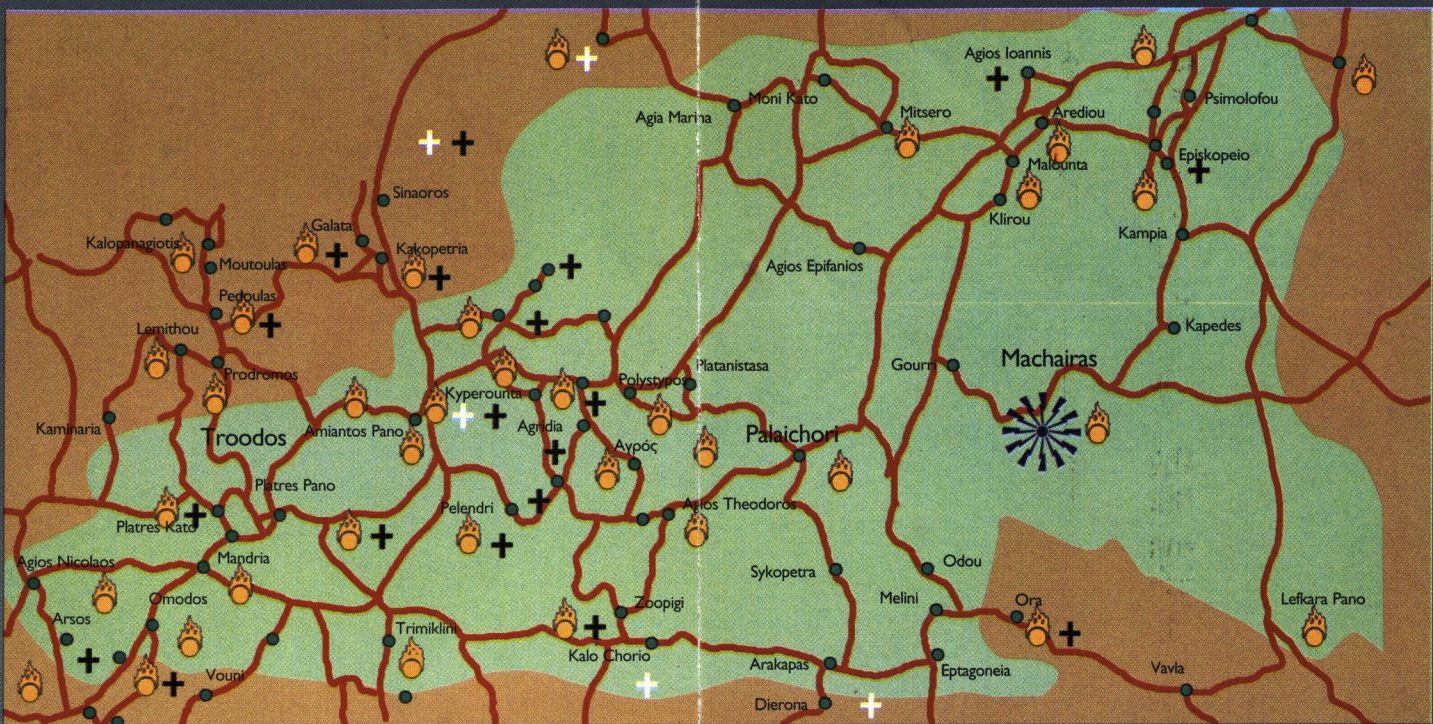 Agios Ioannis
Moni Kato
Psimolofou
Agia Marina
Mitsero
Arediou
Malounta
Episkopeio
Sinaoros
Klirou
Galata
Kampia
Kalopanagiotis
Kakopetria
Moutoulas
Agios Epifanios
Pedoulas
Lemithou
Kapedes
Machairas
Gourri
Platanistasa
Prodromos
Polystypos
Kyperounta
Kaminaria
Troodos
Amiantos Pano
Agridia
Palaichori
Αγρός
Platres Pano
Pelendri
Agios Theodoros
Platres Kato
Mandria
Agios Nicolaos
Odou
Sykopetra
Omodos
Zoopigi
Melini
Ora
Lefkara Pano
Arsos
Trimiklini
Kalo Chorio
Arakapas
Eptagoneia
Vavla
Vouni
Dierona